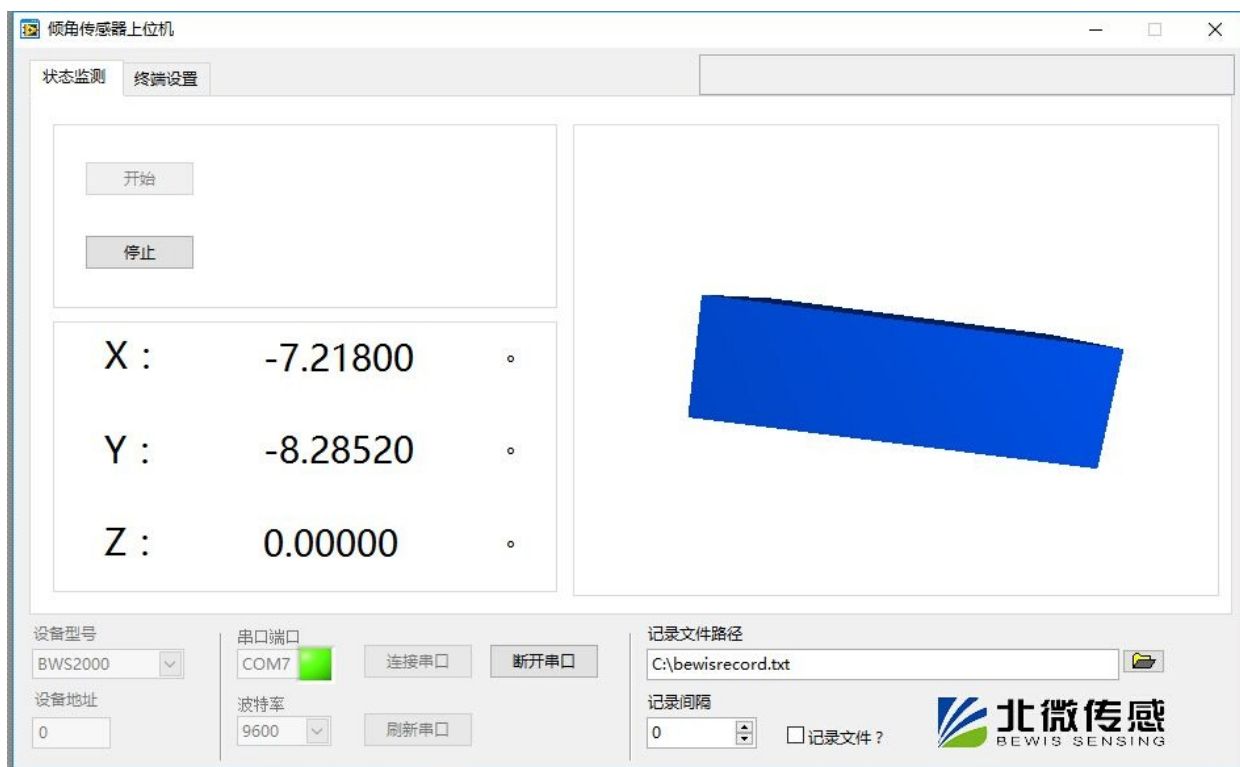 倾角传感器上位机
状态监测 终端设置
开始
停止
X : -7.21800 °
Y : -8.28520 °
Z : 0.00000 °
设备型号
BWS2000
设备地址
0
串口端口
COM7 连接串口 断开串口
波特率
9600 刷新串口
记录文件路径
C:\bewisrecord.txt
记录间隔
0 记录文件？
北微传感
BEWIS SENSING